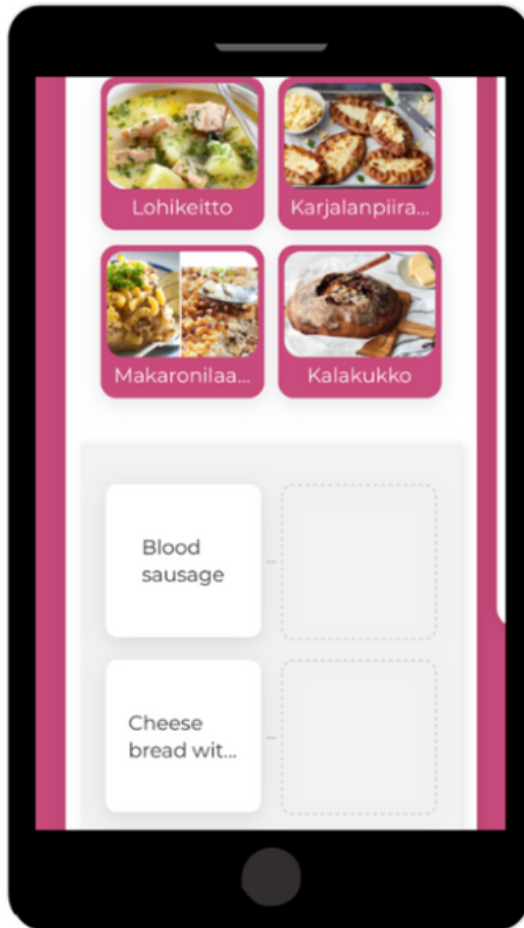 Lohikeitto
Karjalanpiira...
Makaronilaa...
Kalakukko
Blood
sausage
Cheese
bread wit...